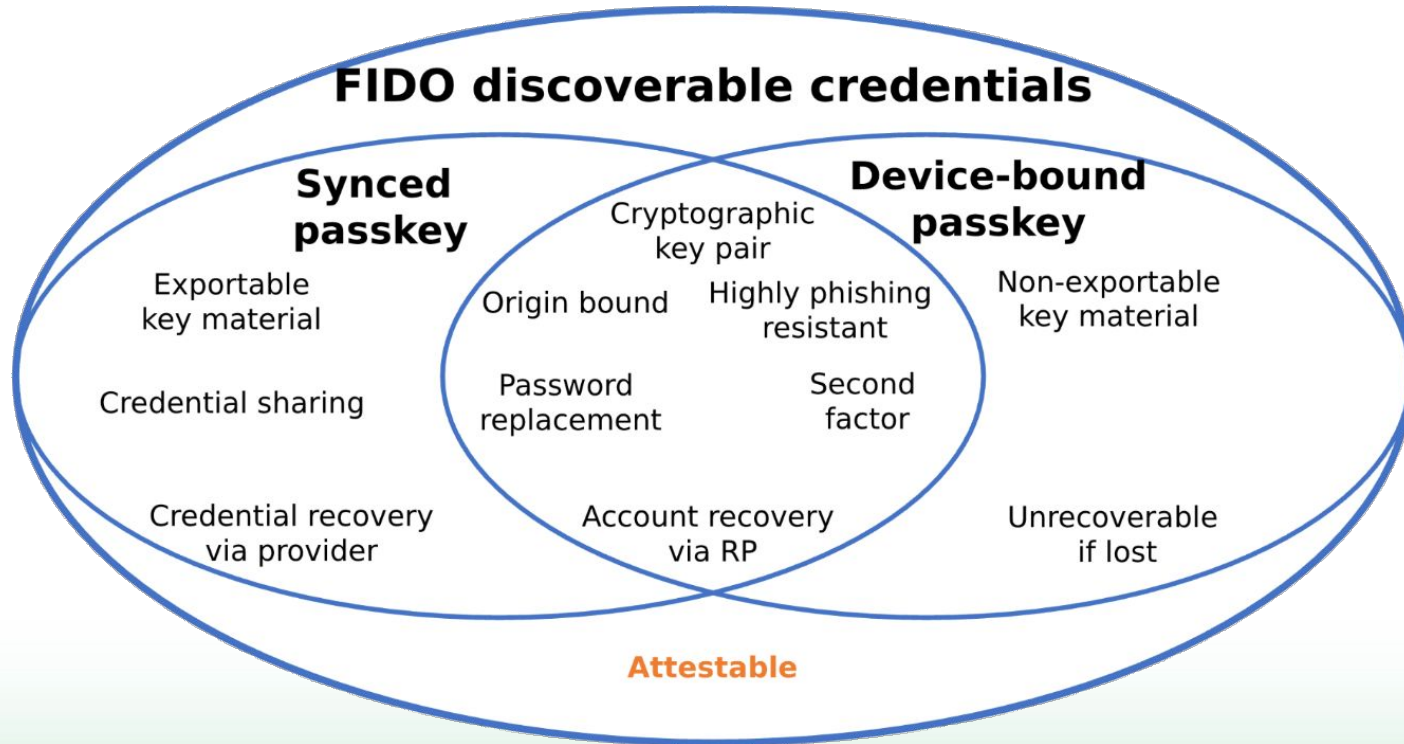 FIDO discoverable credentials
Synced
passkey
Device-bound
passkey
Cryptographic
key pair
Exportable
key material
Origin bound
Highly phishing
resistant
Non-exportable
key material
Credential sharing
Password
replacement
Second
factor
Credential recovery
via provider
Account recovery
via RP
Unrecoverable
if lost
Attestable